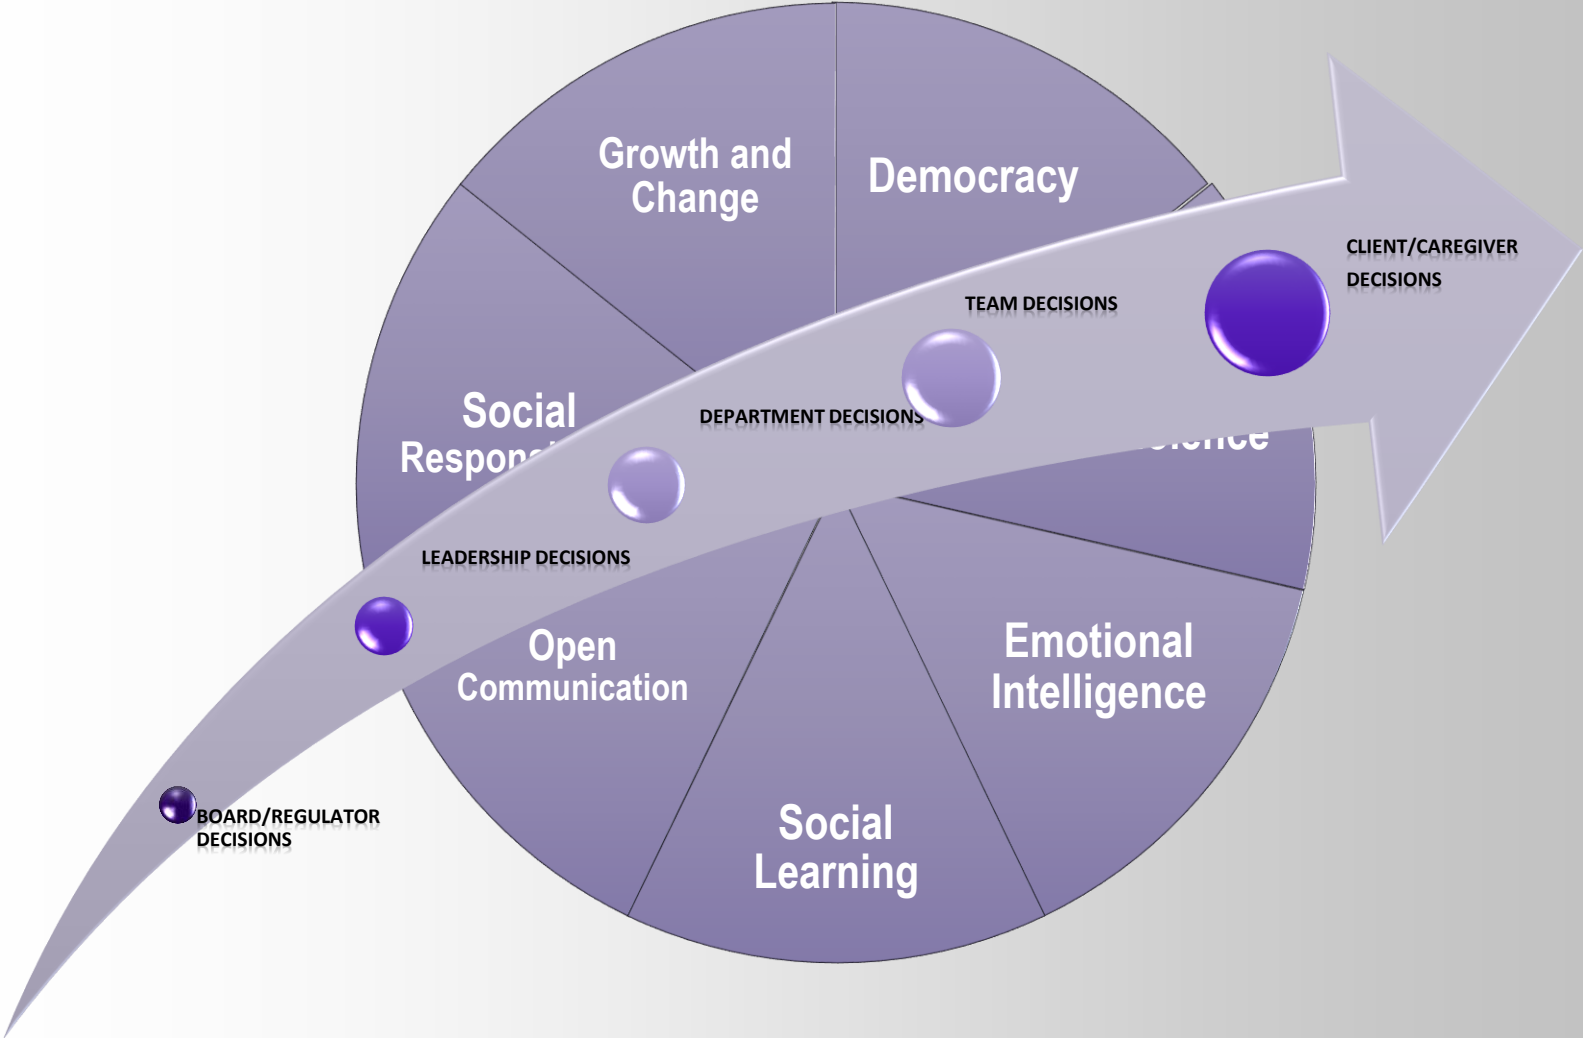 Growth and
Change
Democracy
CLIENT/CAREGIVER
DECISIONS
TEAM DECISIONS
Social
DEPARTMENT DECISIONS
LEADERSHIP DECISIONS
Open
Communication
Emotional
Intelligence
BOARD/REGULATOR
DECISIONS
Social
Learning